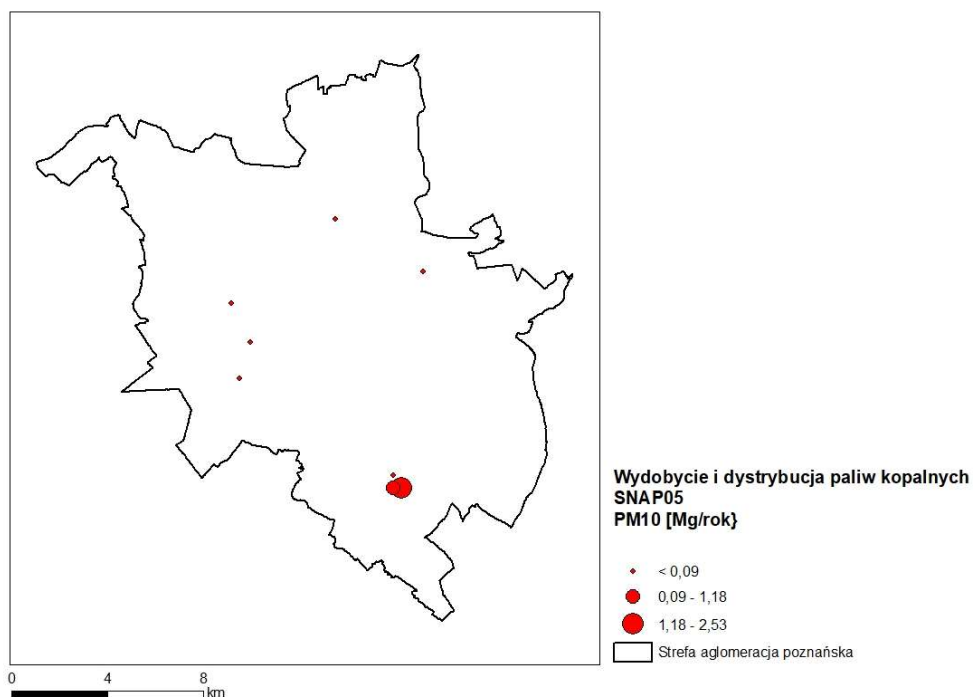 Wydobycie i dystrybucja paliw kopalnych
SNAP05
PM10 [Mg/rok}
< 0,09
0,09 - 1,18
1,18 - 2,53
Strefa aglomeracja poznańska
0 4 8
km